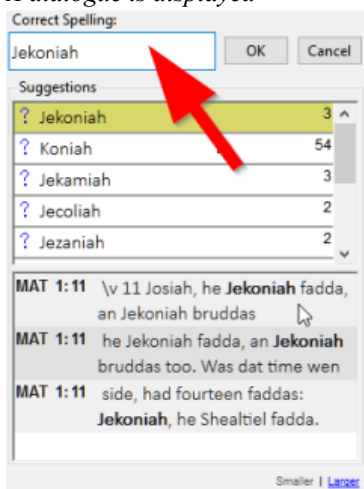 A dialogue is displayed
Correct Spelling:
Jekoniah OK Cancel
Suggestions
? Jekoniah 3
? Koniah 54
? Jekamiah 3
? Jecoliah 2
? Jezaniah 2
MAT 1:11 \v 11 Josiah, he Jekoniah fadda,
an Jekoniah bruddas
MAT 1:11 he Jekoniah fadda, an Jekoniah
bruddas too. Was dat time wen
MAT 1:11 side, had fourteen faddas:
Jekoniah, he Shealtiel fadda.
Smaller | Larger